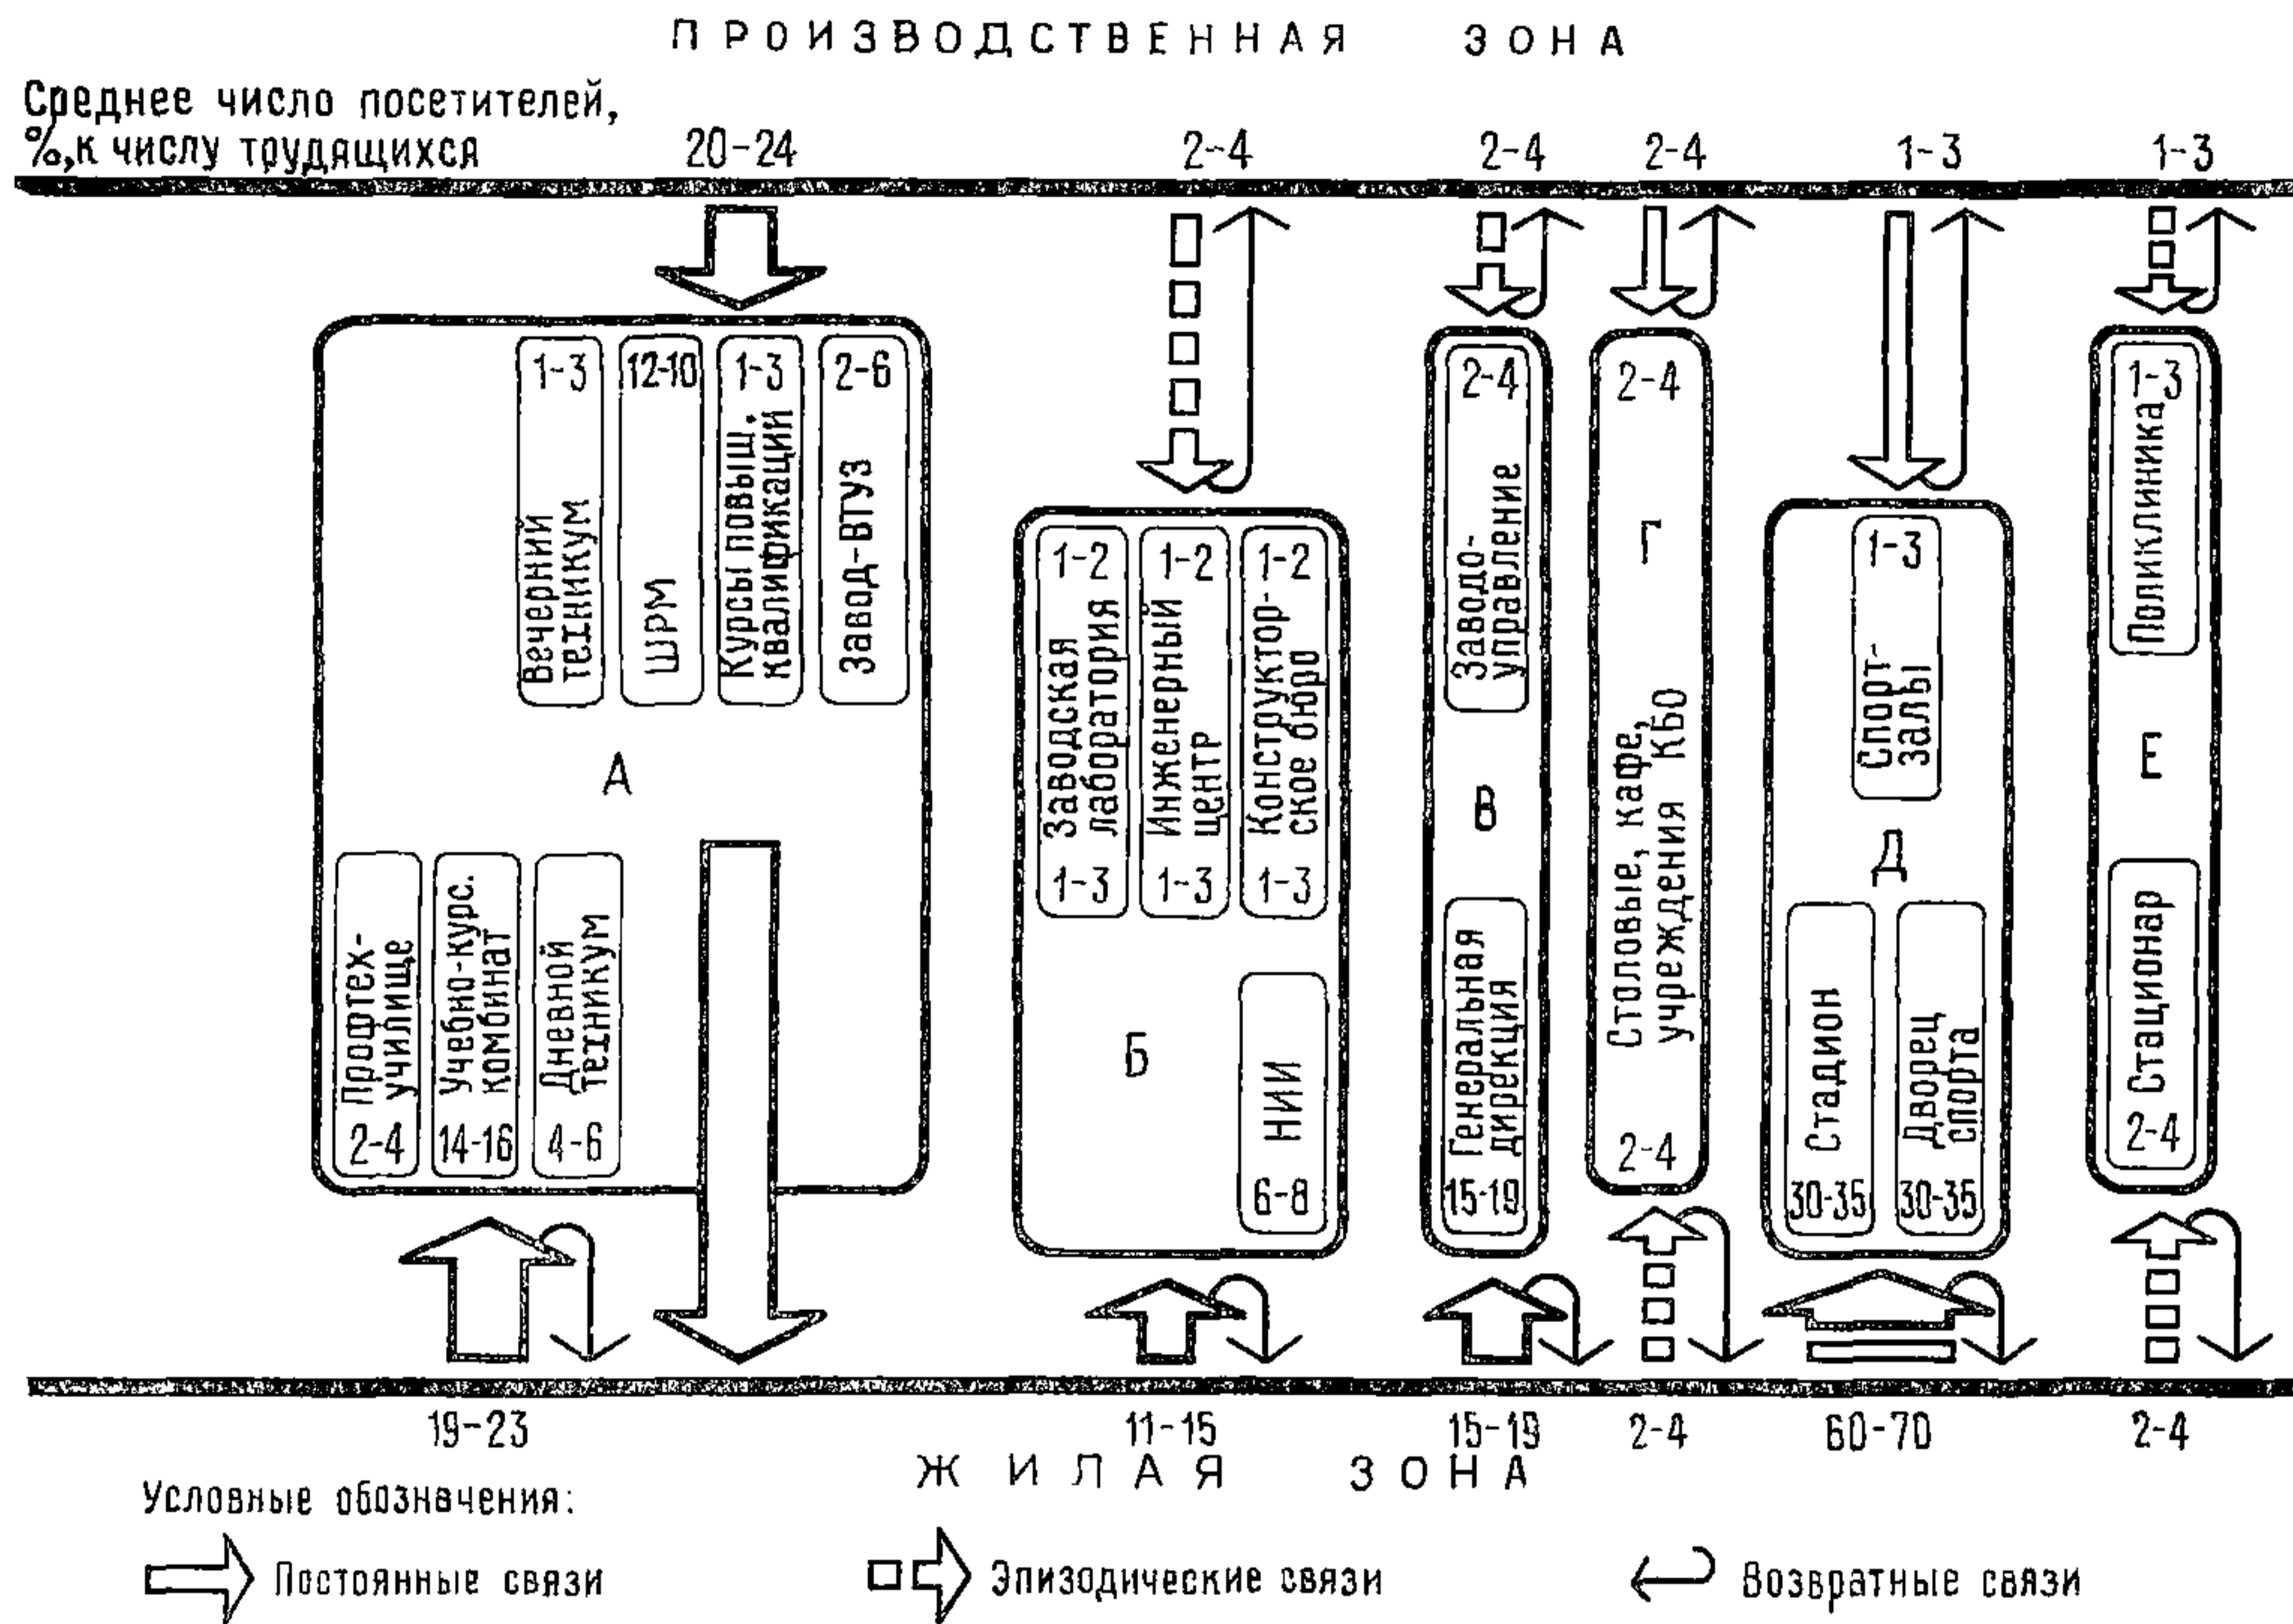 ПРОИЗВОДСТВЕННАЯ ЗОНА
Среднее число посетителей,
%, к числу трудящихся
20-24
2-4
2-4
2-4
1-3
1-3
1-3
Вечерний
техникум
12-10
ШРМ
1-3
Курсы повыш.
квалификаций
2-6
Завод-ВТУЗ
А
Профтех-
училище
2-4
Учебно-курс.
комбинат
14-16
Дневной
техникум
4-6
1-2
Заводская
лаборатория
1-3
1-2
Инженерный
центр
1-3
1-2
Конструктор-
ское бюро
1-3
Б
НИИ
6-8
2-4
Заводо-
управление
В
Генеральная
дирекция
15-19
2-4
Г
Столовые, кафе,
учреждения КБО
2-4
1-3
Спорт-
залы
Д
Стадион
30-35
Дворец
спорта
30-35
1-3
Поликлиника
Е
Стационар
2-4
19-23
11-15
15-19
2-4
60-70
2-4
ЖИЛАЯ ЗОНА
Условные обозначения:
Постоянные связи
Эпизодические связи
Возвратные связи